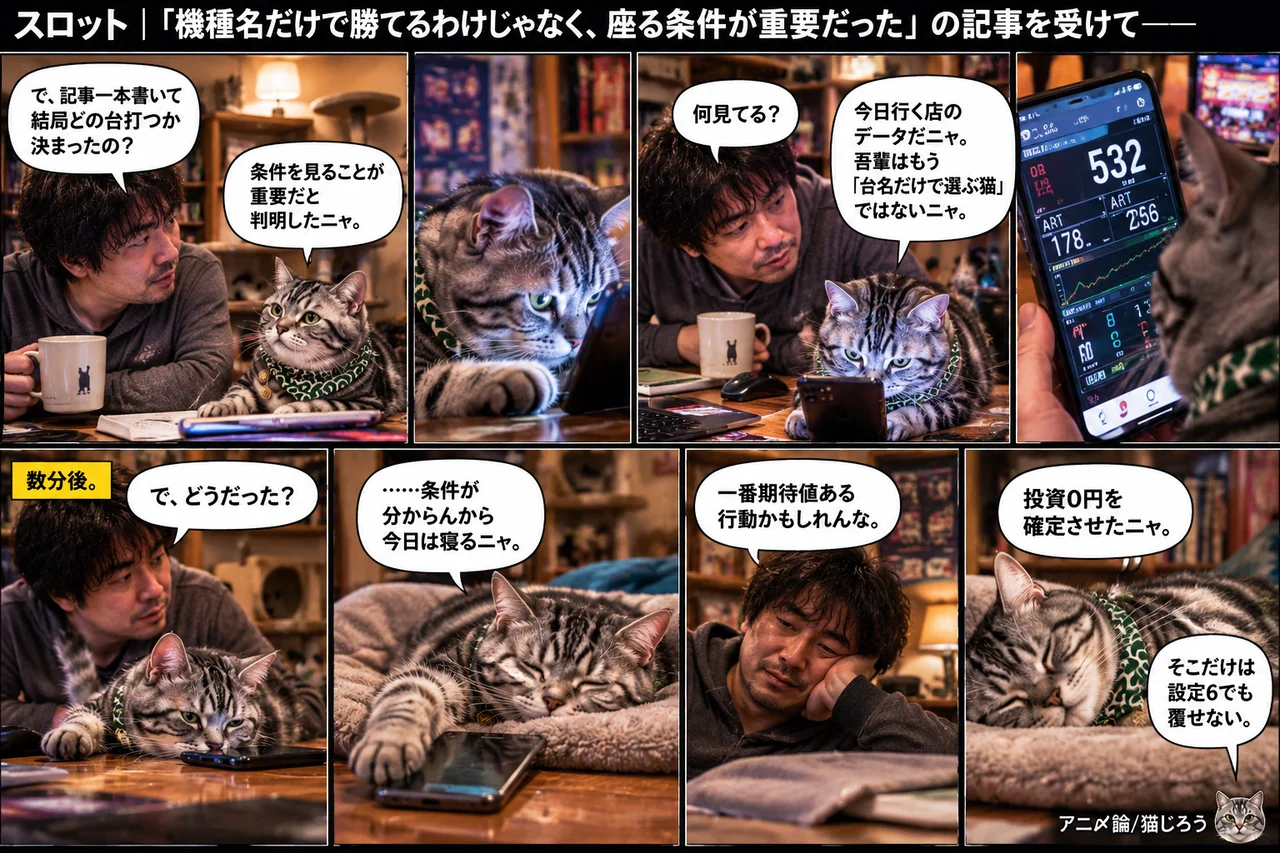 スロット｜「機種名だけで勝てるわけじゃなく、座る条件が重要だった」の記事を受けて――
で、記事一本書いて
結局どの台打つか
決まったの？
条件を見ることが
重要だと
判明したニャ。
何見てる？
今日行く店の
データだニャ。
吾輩はもう
「台名だけで選ぶ猫」
ではないニャ。
532
ART
178
ART
256
数分後。
で、どうだった？
……条件が
分からんから
今日は寝るニャ。
一番期待値ある
行動かもしれんな。
投資0円を
確定させたニャ。
そこだけは
設定6でも
覆せない。
アニ〆論/猫じろう